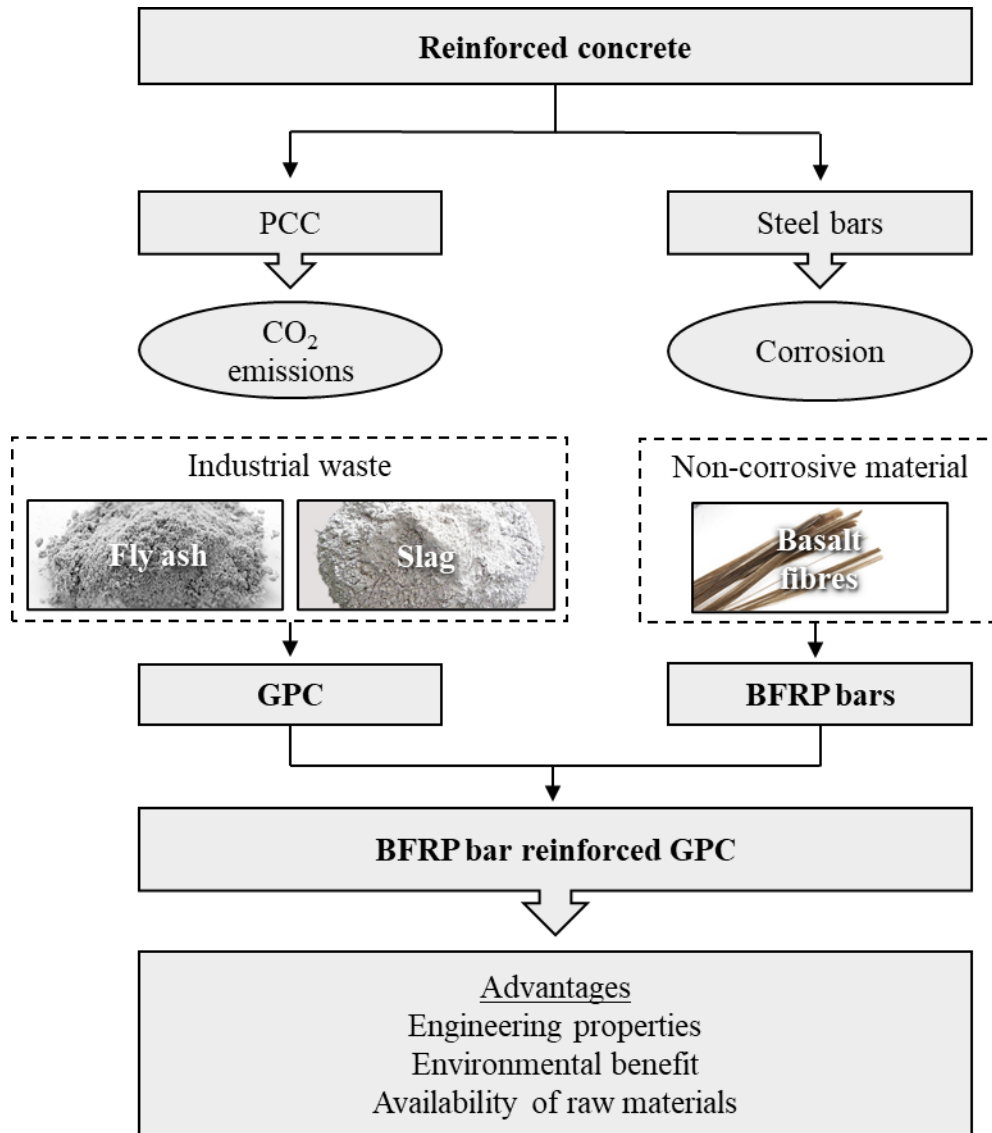 Reinforced concrete
PCC
Steel bars
CO₂
emissions
Corrosion
Industrial waste
Fly ash
Slag
Non-corrosive material
Basalt
fibres
GPC
BFRP bars
BFRP bar reinforced GPC
Advantages
Engineering properties
Environmental benefit
Availability of raw materials